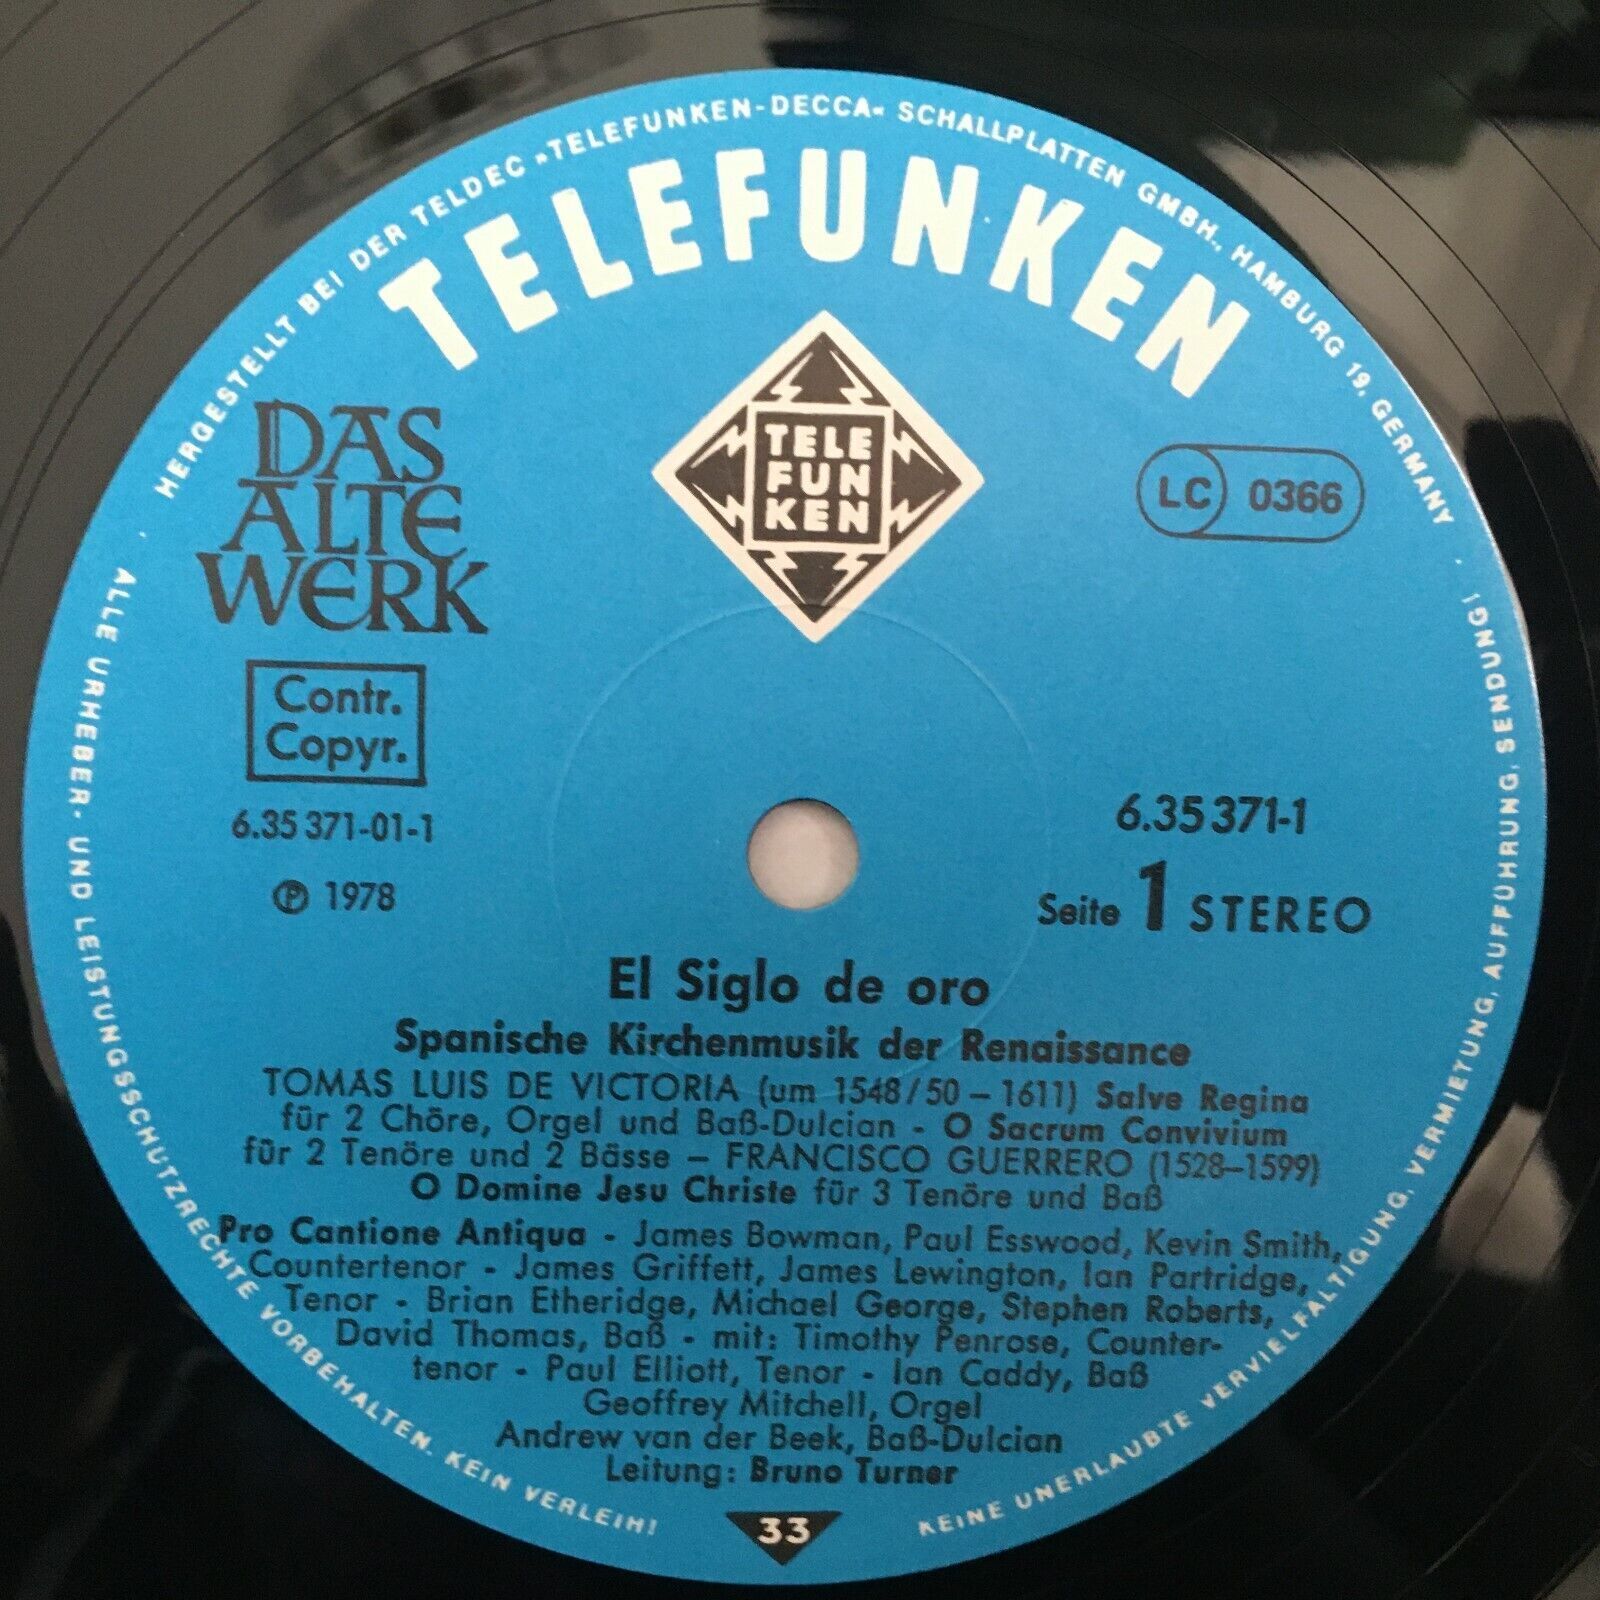 HERGESTELLT BEI DER TELDEC »TELEFUNKEN-DECCA« SCHALLPLATTEN GMBH., HAMBURG 19, GERMANY
TELEFUNKEN
TELE
FUN
KEN
DAS
ALTE
WERK
LC 0366
Contr.
Copyr.
6.35 371-01-1
℗ 1978
6.35 371-1
Seite 1 STEREO
El Siglo de oro
Spanische Kirchenmusik der Renaissance
TOMAS LUIS DE VICTORIA (um 1548/50 – 1611) Salve Regina
für 2 Chöre, Orgel und Baß-Dulcian - O Sacrum Convivium
für 2 Tenöre und 2 Bässe – FRANCISCO GUERRERO (1528–1599)
O Domine Jesu Christe für 3 Tenöre und Baß
Pro Cantione Antiqua - James Bowman, Paul Esswood, Kevin Smith,
Countertenor - James Griffett, James Lewington, Ian Partridge,
Tenor - Brian Etheridge, Michael George, Stephen Roberts,
David Thomas, Baß - mit: Timothy Penrose, Counter-
tenor - Paul Elliott, Tenor - Ian Caddy, Baß
Geoffrey Mitchell, Orgel
Andrew van der Beek, Baß-Dulcian
Leitung: Bruno Turner
33
ALLE URHEBER- UND LEISTUNGSSCHUTZRECHTE VORBEHALTEN. KEIN VERLEIH!
KEINE UNERLAUBTE VERVIELFALTIGUNG, VERMIETUNG, AUFFÜHRUNG, SENDUNG!